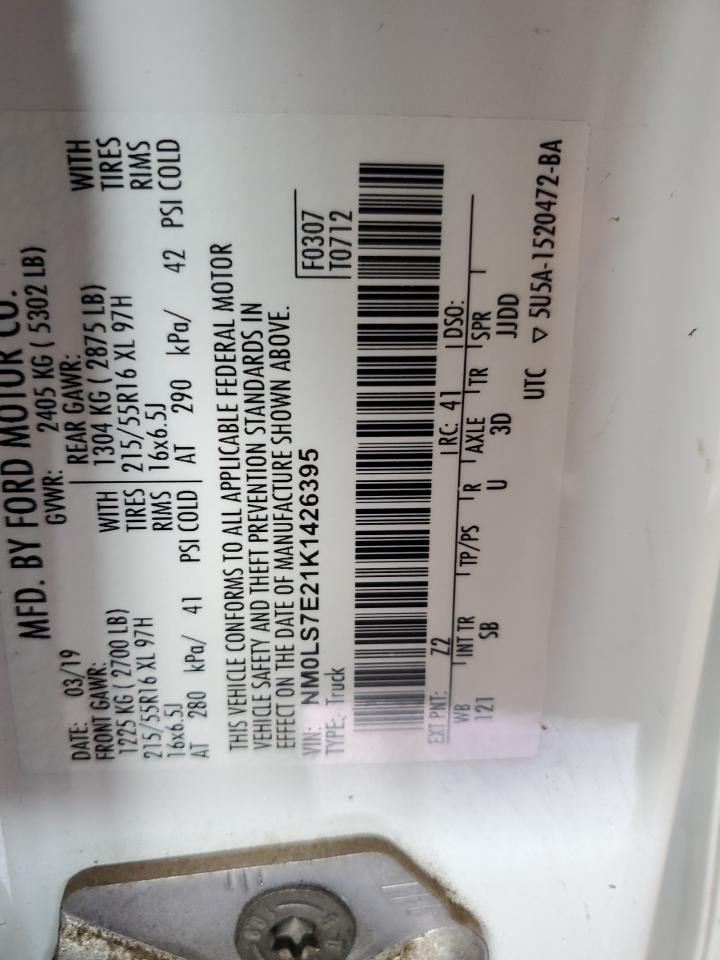 MFD. BY FORD MOTOR CO.
DATE: 03/19 GVWR: 2405 KG ( 5302 LB)
FRONT GAWR: REAR GAWR:
1225 KG ( 2700 LB) WITH 1304 KG ( 2875 LB) WITH
215/55R16 XL 97H TIRES 215/55R16 XL 97H TIRES
16x6.5J RIMS 16x6.5J RIMS
AT 280 kPa/ 41 PSI COLD AT 290 kPa/ 42 PSI COLD
THIS VEHICLE CONFORMS TO ALL APPLICABLE FEDERAL MOTOR
VEHICLE SAFETY AND THEFT PREVENTION STANDARDS IN
EFFECT ON THE DATE OF MANUFACTURE SHOWN ABOVE.
VIN: NM0LS7E21K1426395 F0307
TYPE: Truck T0712
EXT PNT: Z2 RC: 41 DSO:
WB INT TR TP/PS R AXLE TR SPR
121 SB U 3D JJDD
UTC ▽ 5U5A-1520472-BA